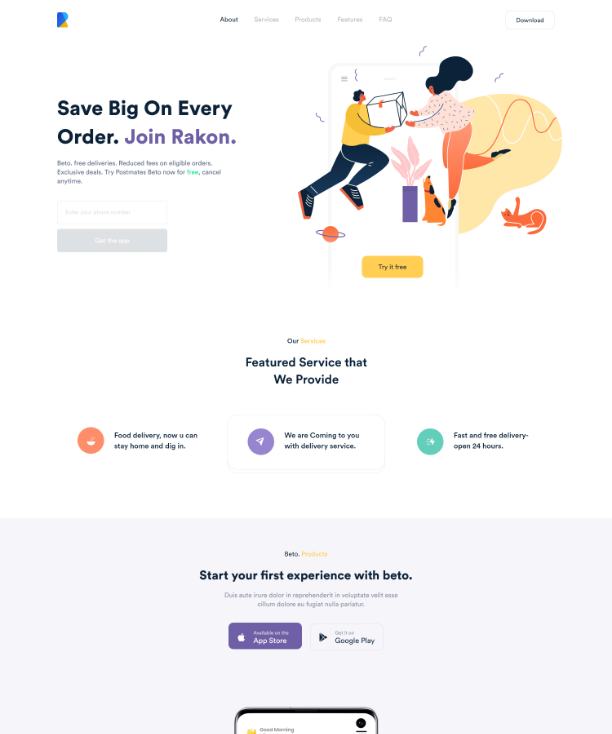 About Services Products Features FAQ Download
Save Big On Every
Order. Join Rakon.
Beto. free deliveries. Reduced fees on eligible orders.
Exclusive deals. Try Postmates Beto now for free, cancel
anytime.
Enter your phone number
Get the app
Try it free
Our Services
Featured Service that
We Provide
Food delivery, now u can
stay home and dig in.
We are Coming to you
with delivery service.
Fast and free delivery-
open 24 hours.
Beto. Products
Start your first experience with beto.
Duis aute irure dolor in reprehenderit in voluptate velit esse
cillum dolore eu fugiat nulla pariatur.
Available on the
App Store
Get it on
Google Play
Good Morning